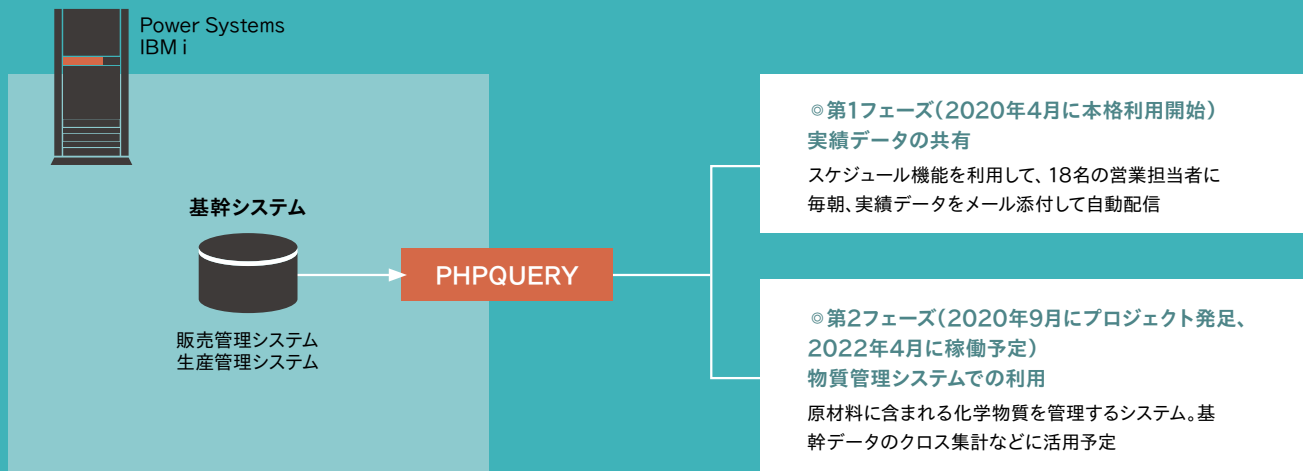 Power Systems
IBM i
基幹システム
販売管理システム
生産管理システム
PHPQUERY
◎第1フェーズ(2020年4月に本格利用開始)
実績データの共有
スケジュール機能を利用して、18名の営業担当者に
毎朝、実績データをメール添付して自動配信
◎第2フェーズ(2020年9月にプロジェクト発足、
2022年4月に稼働予定)
物質管理システムでの利用
原材料に含まれる化学物質を管理するシステム。基
幹データのクロス集計などに活用予定